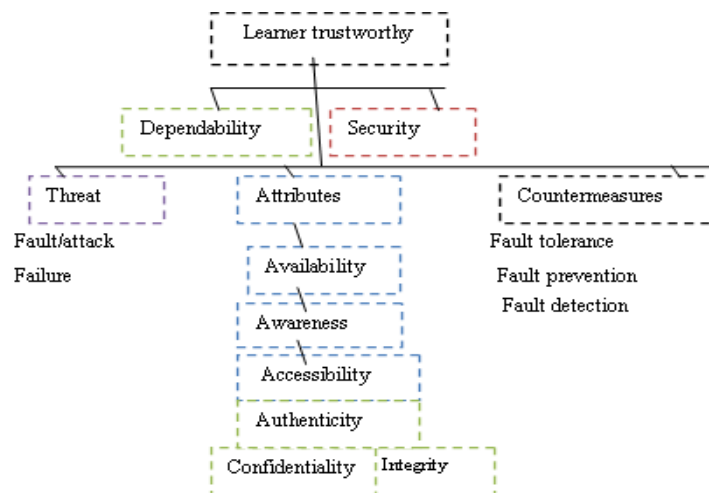 Learner trustworthy
Dependability
Security
Threat
Attributes
Countermeasures
Fault/attack
Failure
Fault tolerance
Fault prevention
Fault detection
Availability
Awareness
Accessibility
Authenticity
Confidentiality
Integrity